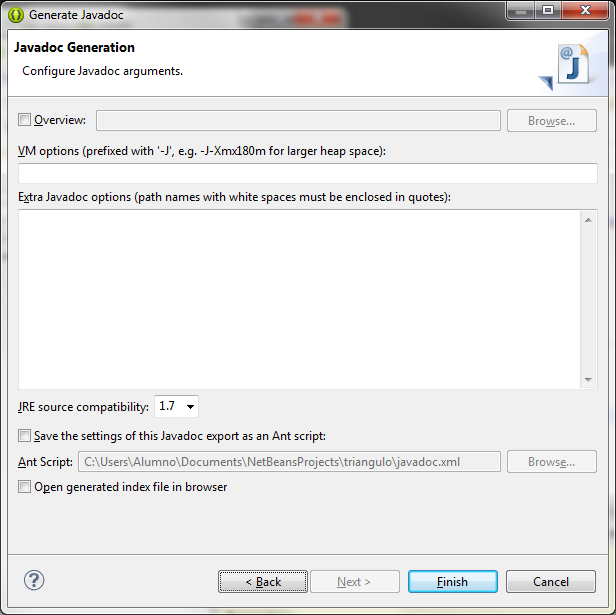 Generate Javadoc
Javadoc Generation
Configure Javadoc arguments.
@
J
Overview:
Browse...
VM options (prefixed with '-J', e.g. -J-Xmx180m for larger heap space):
Extra Javadoc options (path names with white spaces must be enclosed in quotes):
JRE source compatibility: 1.7
Save the settings of this Javadoc export as an Ant script:
Ant Script: C:\Users\Alumno\Documents\NetBeansProjects\triangulo\javadoc.xml Browse...
Open generated index file in browser
? < Back Next > Finish Cancel